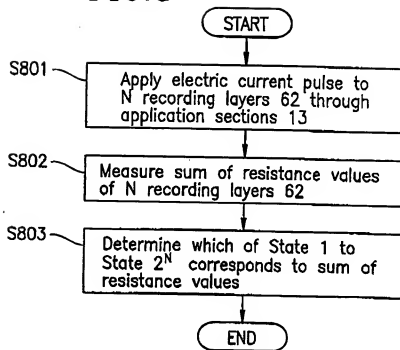 START
S801
Apply electric current pulse to
N recording layers 62 through
application sections 13
S802
Measure sum of resistance values
of N recording layers 62
S803
Determine which of State 1 to
State 2^N corresponds to sum of
resistance values
END